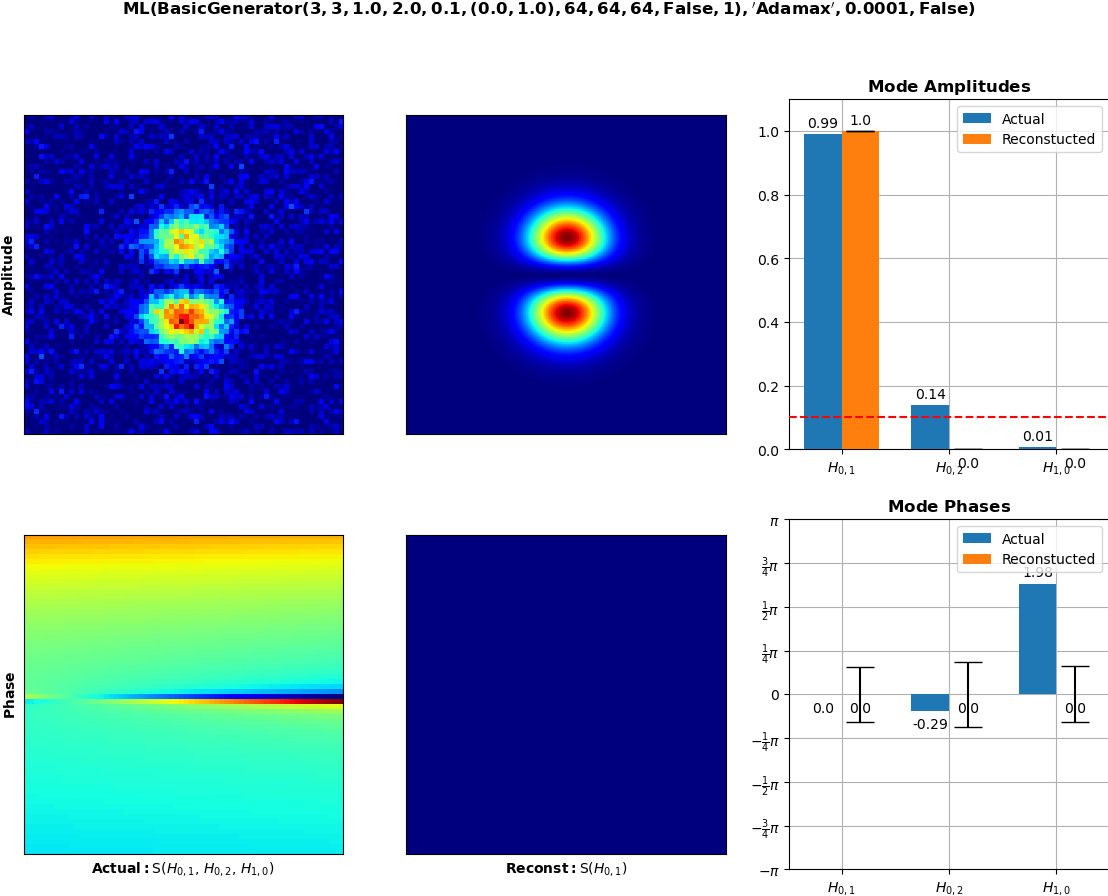 ML(BasicGenerator(3, 3, 1.0, 2.0, 0.1, (0.0, 1.0), 64, 64, 64, False, 1), ′Adamax′, 0.0001, False)
Amplitude
Mode Amplitudes
Actual
Reconstucted
1.0
0.8
0.6
0.4
0.2
0.0
0.99
1.0
0.14
0.0
0.01
0.0
H0,1
H0,2
H1,0
Phase
Actual: S(H0,1, H0,2, H1,0)
Reconst: S(H0,1)
Mode Phases
Actual
Reconstucted
π
3/4π
1/2π
1/4π
0
−1/4π
−1/2π
−3/4π
−π
0.0
0.0
-0.29
0.0
1.98
0.0
H0,1
H0,2
H1,0